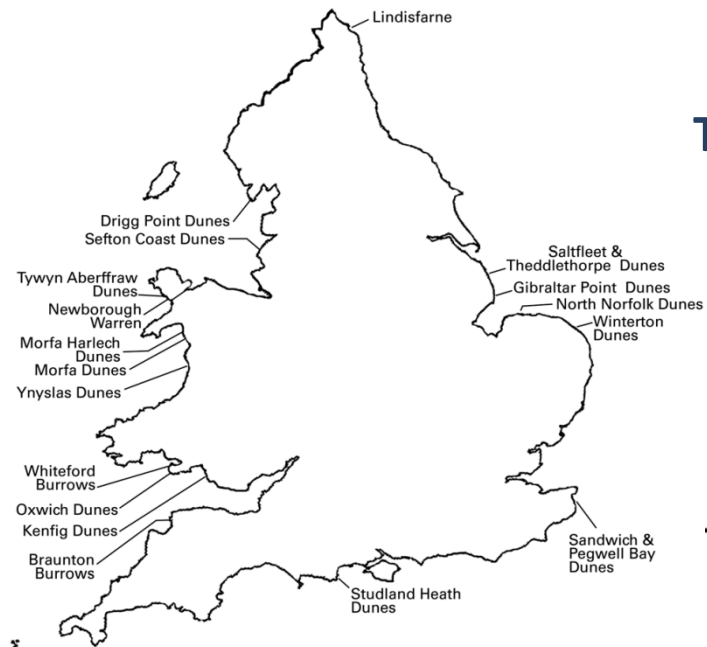 Lindisfarne
T
Drigg Point Dunes
Sefton Coast Dunes
Saltfleet &
Theddlethorpe Dunes
Tywyn Aberffraw
Dunes
Gibraltar Point Dunes
North Norfolk Dunes
Newborough
Warren
Winterton
Dunes
Morfa Harlech
Dunes
Morfa Dunes
Ynyslas Dunes
Whiteford
Burrows
Oxwich Dunes
Kenfig Dunes
Sandwich &
Pegwell Bay
Dunes
Braunton
Burrows
Studland Heath
Dunes